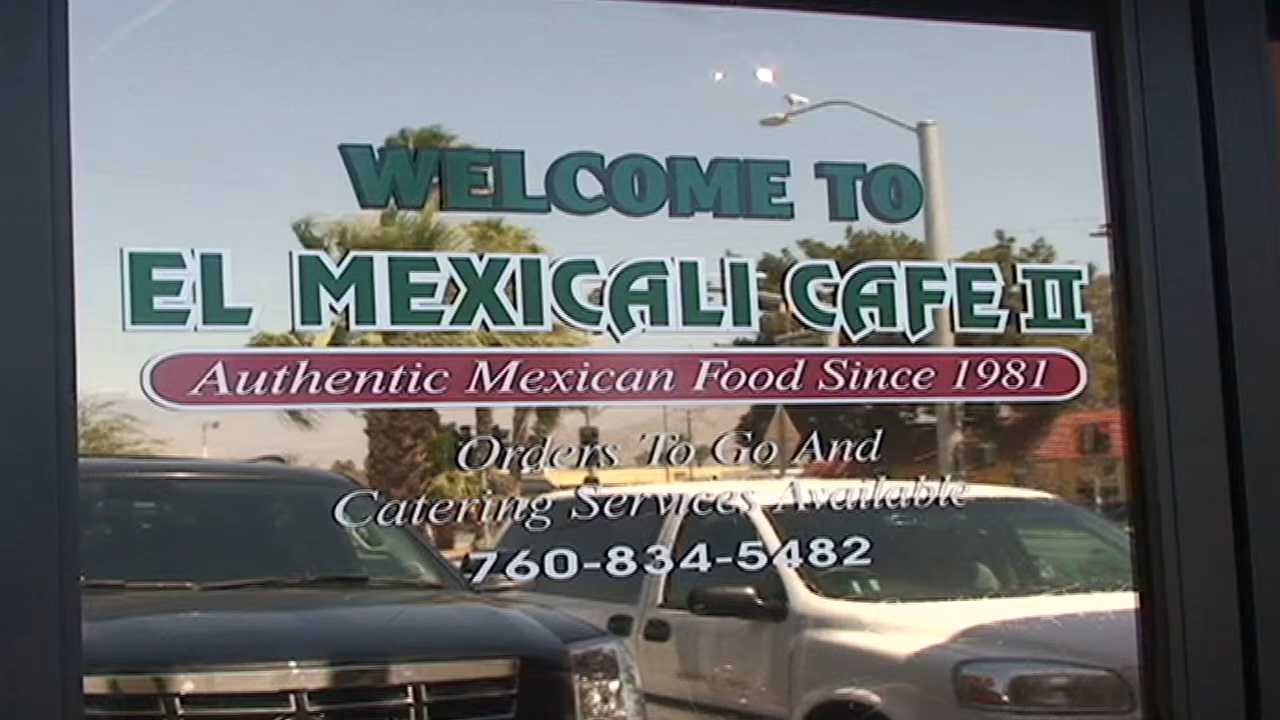 WELCOME TO
EL MEXICALI CAFE II
Authentic Mexican Food Since 1981
Orders To Go And
Catering Services Available
760-834-5482